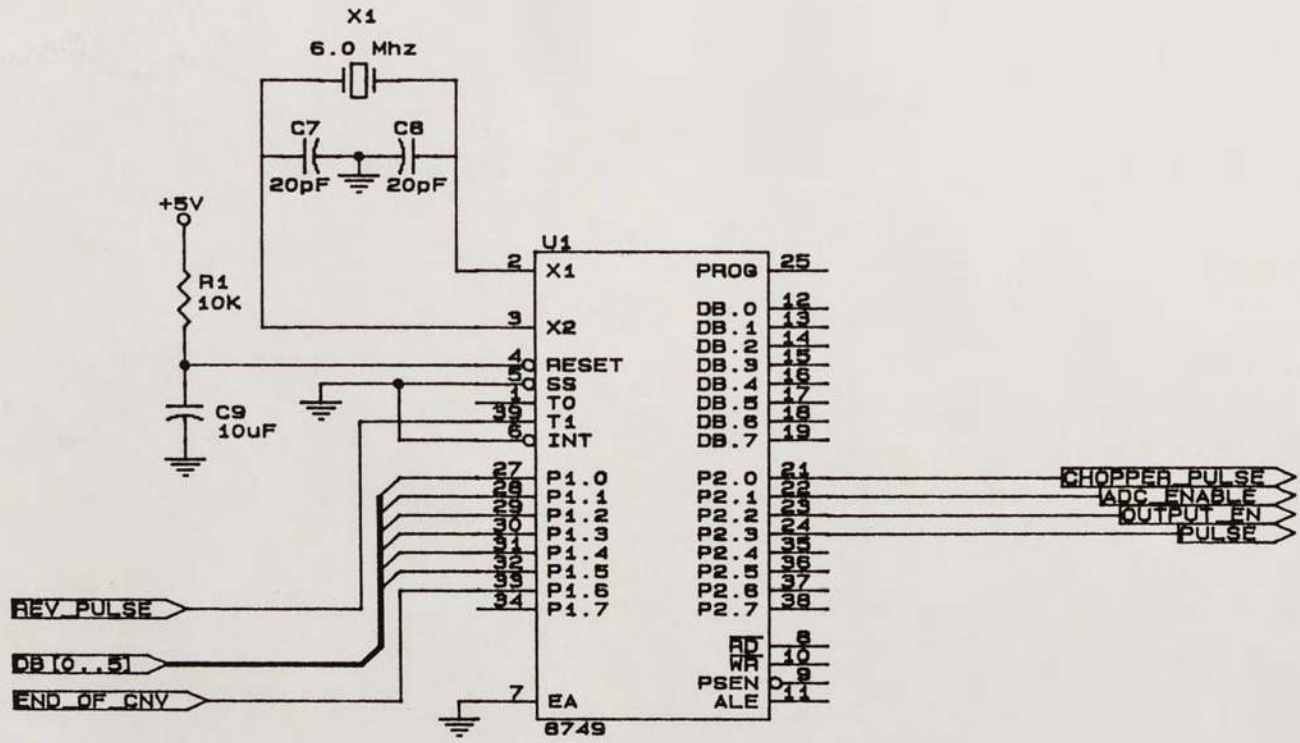 X1
6.0 Mhz
C7
C8
20pF
20pF
+5V
R1
10K
C9
10uF
U1
2 X1
3 X2
4 RESET
5 SS
1 T0
39 T1
6 INT
27 P1.0
28 P1.1
29 P1.2
30 P1.3
31 P1.4
32 P1.5
33 P1.6
34 P1.7
7 EA
8749
PROG 25
DB.0 12
DB.1 13
DB.2 14
DB.3 15
DB.4 16
DB.5 17
DB.6 18
DB.7 19
P2.0 21
P2.1 22
P2.2 23
P2.3 24
P2.4 35
P2.5 36
P2.6 37
P2.7 38
RD 8
WR 10
PSEN 9
ALE 11
REV_PULSE
DB[0..5]
END_OF_CNV
CHOPPER_PULSE
ADC_ENABLE
OUTPUT_EN
PULSE